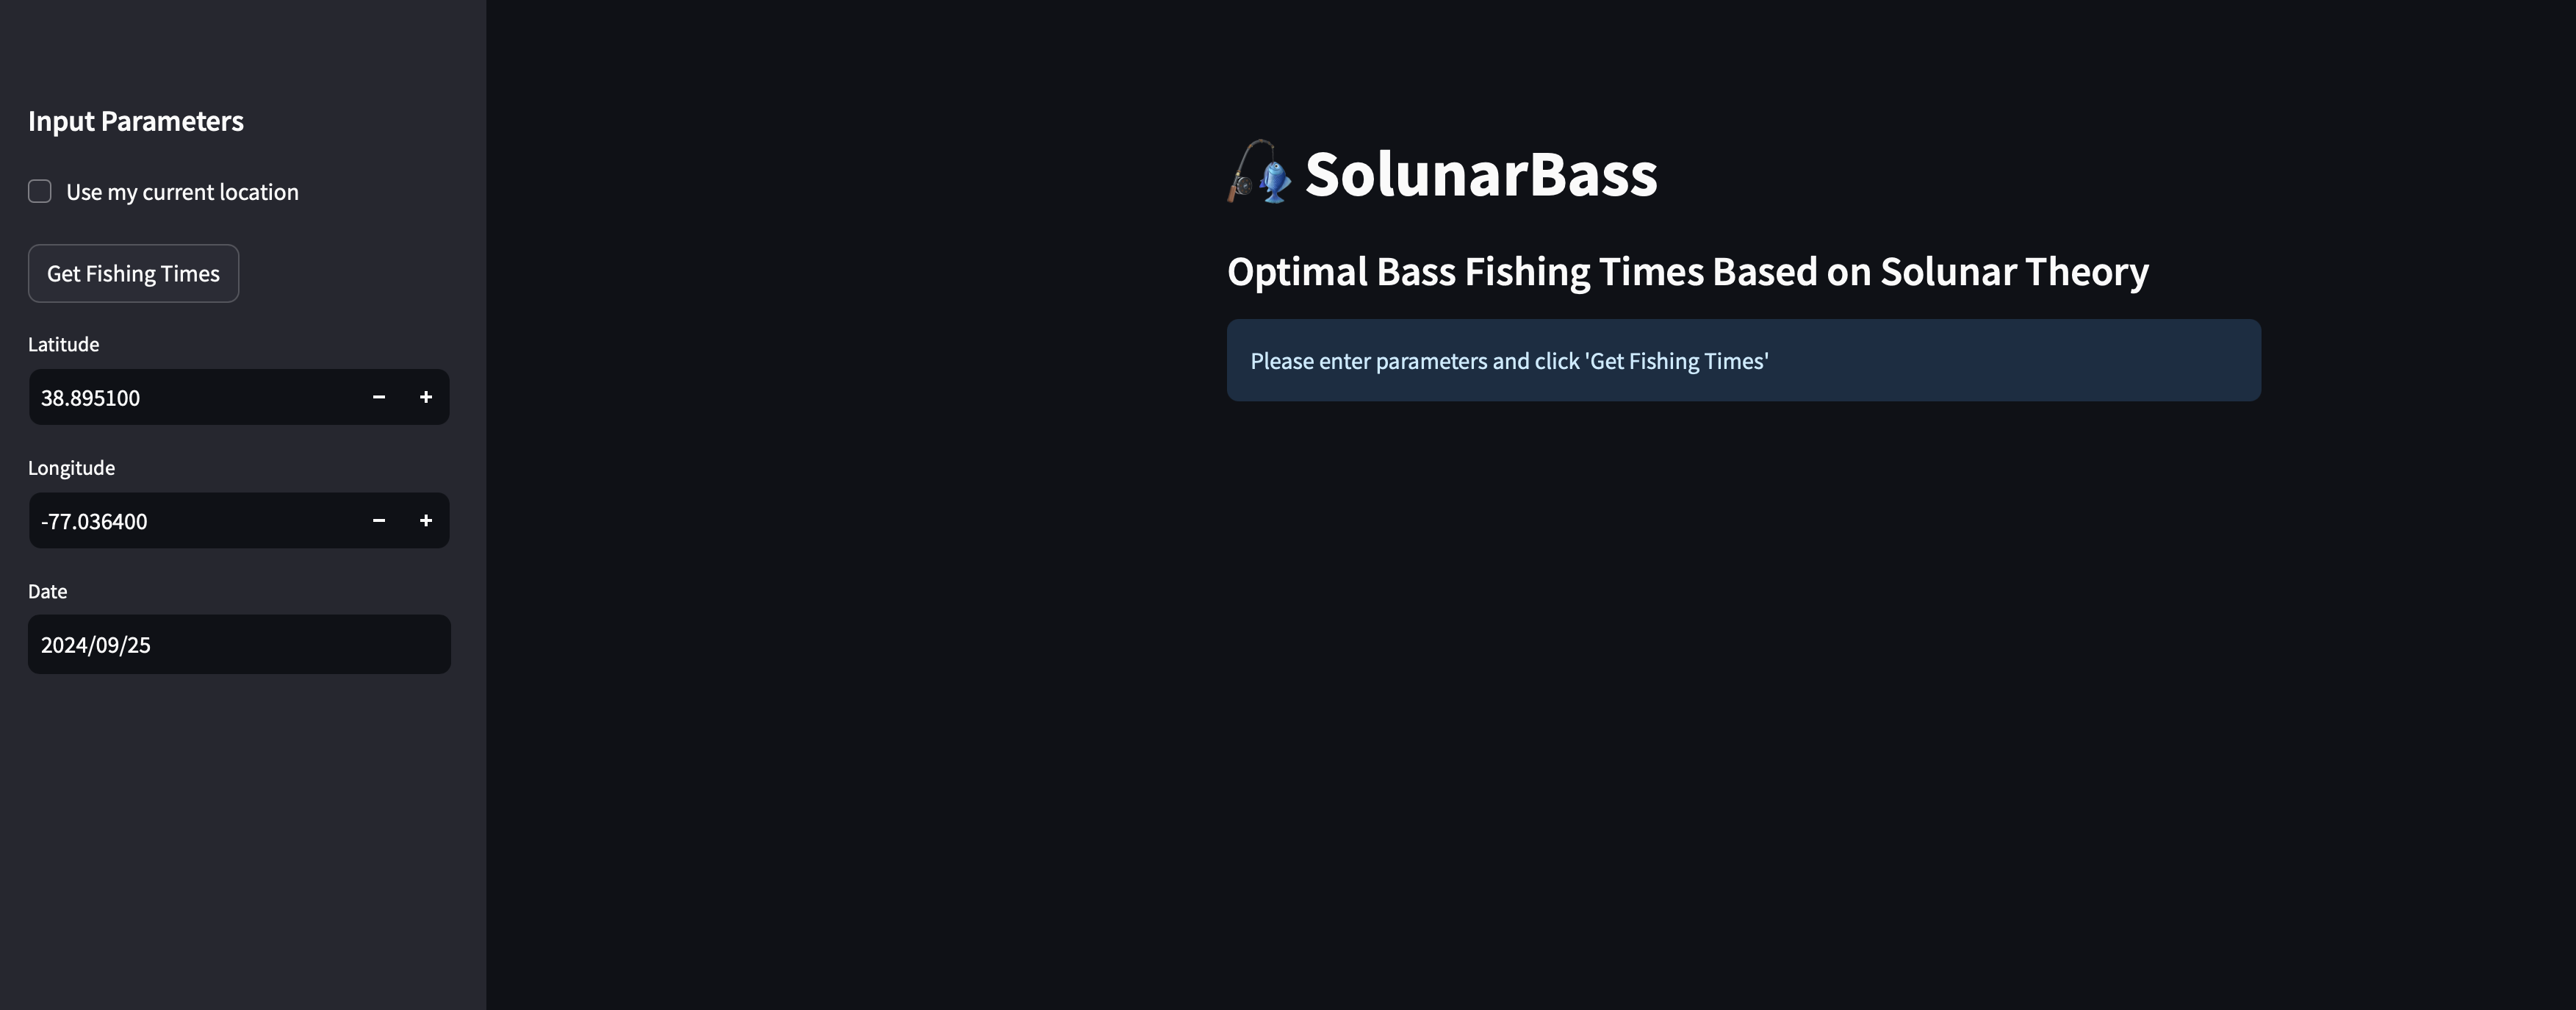 Input Parameters
Use my current location
Get Fishing Times
Latitude
38.895100
Longitude
-77.036400
Date
2024/09/25
SolunarBass
Optimal Bass Fishing Times Based on Solunar Theory
Please enter parameters and click 'Get Fishing Times'